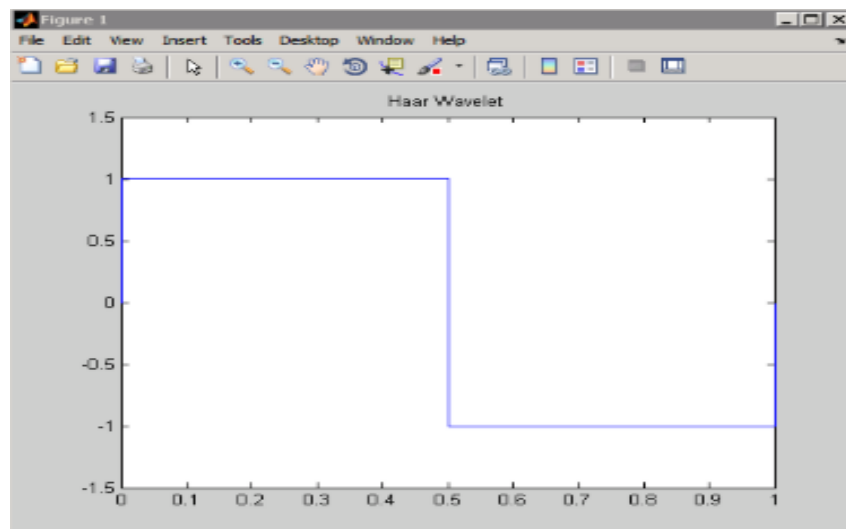 Figure 1
File Edit View Insert Tools Desktop Window Help
Haar Wavelet
1.5
1
0.5
0
-0.5
-1
-1.5
0 0.1 0.2 0.3 0.4 0.5 0.6 0.7 0.8 0.9 1